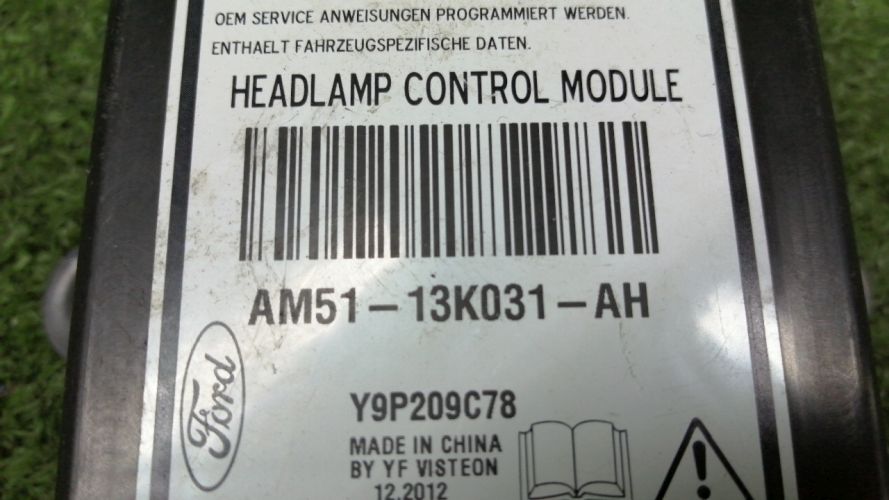 OEM SERVICE ANWEISUNGEN PROGRAMMIERT WERDEN.
ENTHAELT FAHRZEUGSPEZIFISCHE DATEN.
HEADLAMP CONTROL MODULE
AM51-13K031-AH
Ford
Y9P209C78
MADE IN CHINA
BY YF VISTEON
12.2012